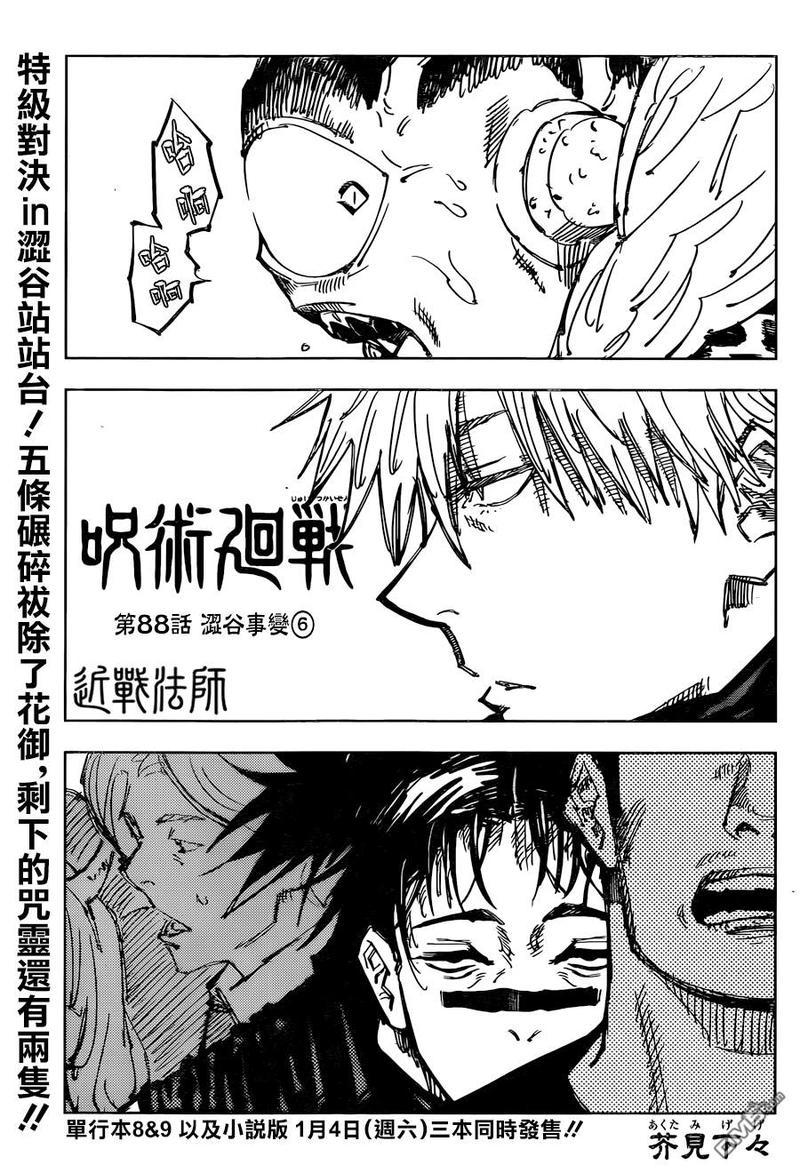 特級對決in澀谷站站台！五條碾碎祓除了花御，剩下的咒靈還有兩隻!!
哈啊
哈啊
じゅじゅつかいせん
呪術廻戦
第88話 澀谷事變⑥
近戰法師
單行本8&9 以及小説版 1月4日(週六)三本同時發售!!
あくたみげげ
芥見下々